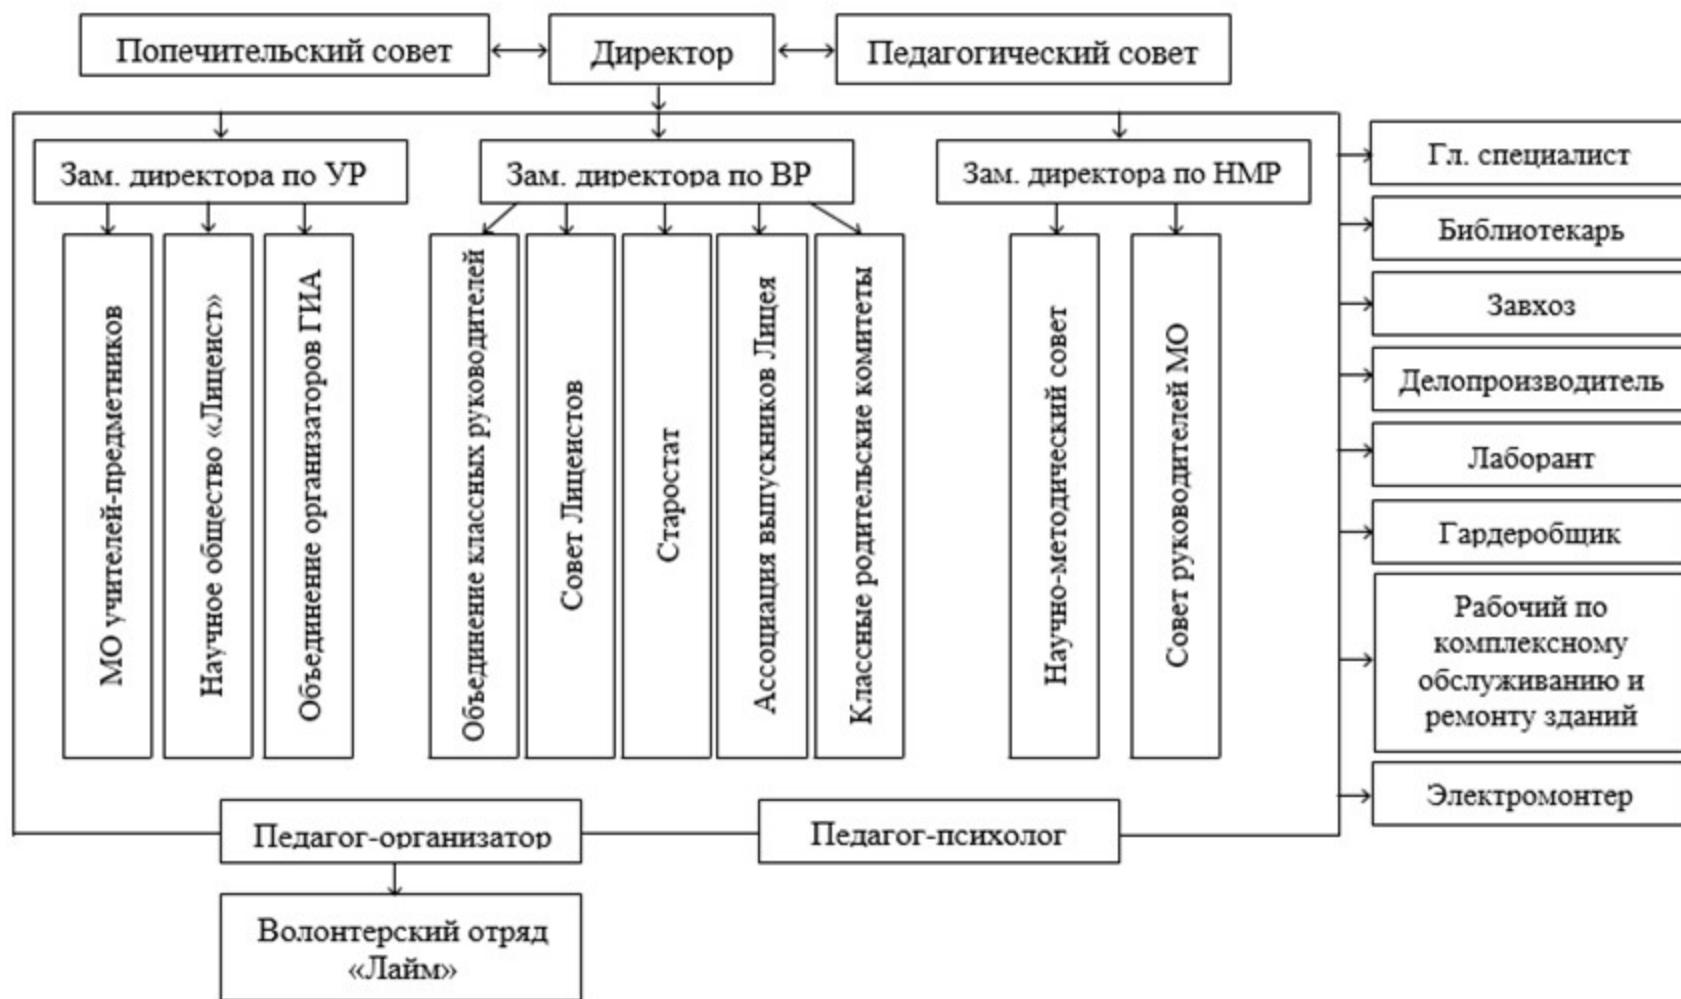 Попечительский совет
Директор
Педагогический совет
Зам. директора по УР
Зам. директора по ВР
Зам. директора по НМР
МО учителей-предметников
Научное общество «Лицеист»
Объединение организаторов ГИА
Объединение классных руководителей
Совет Лицеистов
Старостат
Ассоциация выпускников Лицея
Классные родительские комитеты
Научно-методический совет
Совет руководителей МО
Гл. специалист
Библиотекарь
Завхоз
Делопроизводитель
Лаборант
Гардеробщик
Рабочий по
комплексному
обслуживанию и
ремонту зданий
Электромонтер
Педагог-организатор
Педагог-психолог
Волонтерский отряд
«Лайм»